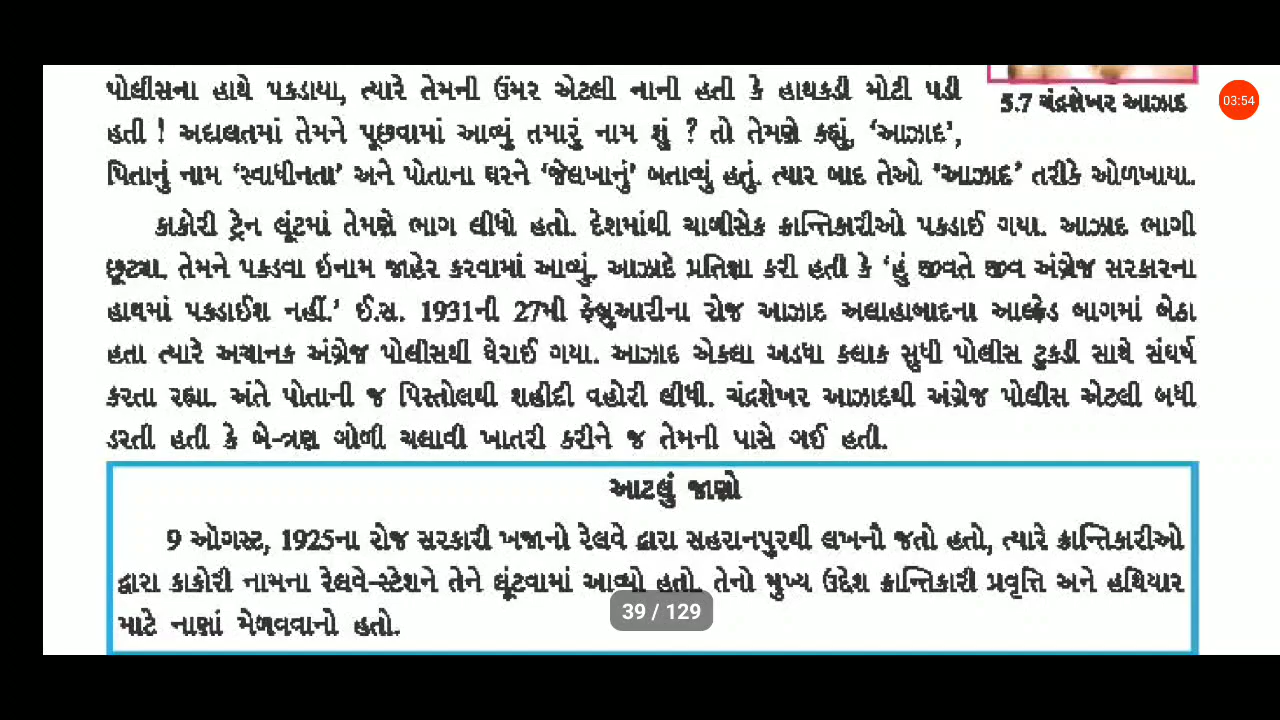 પોલીસના હાથે પકડાયા, ત્યારે તેમની ઉંમર એટલી નાની હતી કે હાથકડી મોટી પડી
5.7 ચંદ્રશેખર આઝાદ
03:54
હતી ! અદાલતમાં તેમને પૂછવામાં આવ્યું તમારું નામ શું ? તો તેમણે કહ્યું, ‘આઝાદ’,
પિતાનું નામ ‘સ્વાધીનતા’ અને પોતાના ઘરને ‘જેલખાનું’ બતાવ્યું હતું. ત્યાર બાદ તેઓ ‘આઝાદ’ તરીકે ઓળખાયા.
કાકોરી ટ્રેન લૂંટમાં તેમણે ભાગ લીધો હતો. દેશમાંથી ચાળીસેક ક્રાન્તિકારીઓ પકડાઈ ગયા. આઝાદ ભાગી
છૂટ્યા, તેમને પકડવા ઇનામ જાહેર કરવામાં આવ્યું. આઝાદે પ્રતિજ્ઞા કરી હતી કે ‘હું જીવતે જીવ અંગ્રેજ સરકારના
હાથમાં પકડાઈશ નહીં.’ ઈ.સ. 1931ની 27મી ફેબ્રુઆરીના રોજ આઝાદ અલાહાબાદના આલ્ફ્રેડ બાગમાં બેઠા
હતા ત્યારે અચાનક અંગ્રેજ પોલીસથી ઘેરાઈ ગયા. આઝાદ એકલા અડધા કલાક સુધી પોલીસ ટુકડી સાથે સંઘર્ષ
કરતા રહ્યા. અંતે પોતાની જ પિસ્તોલથી શહીદી વહોરી લીધી. ચંદ્રશેખર આઝાદથી અંગ્રેજ પોલીસ એટલી બધી
ડરતી હતી કે બે-ત્રણ ગોળી ચલાવી ખાતરી કરીને જ તેમની પાસે ગઈ હતી.
આટલું જાણો
9 ઑગસ્ટ, 1925ના રોજ સરકારી ખજાનો રેલવે દ્વારા સહરાનપુરથી લખનૌ જતો હતો, ત્યારે ક્રાન્તિકારીઓ
દ્વારા કાકોરી નામના રેલવે-સ્ટેશને તેને લૂંટવામાં આવ્યો હતો. તેનો મુખ્ય ઉદ્દેશ ક્રાન્તિકારી પ્રવૃત્તિ અને હથિયાર
39 / 129
માટે નાણાં મેળવવાનો હતો.